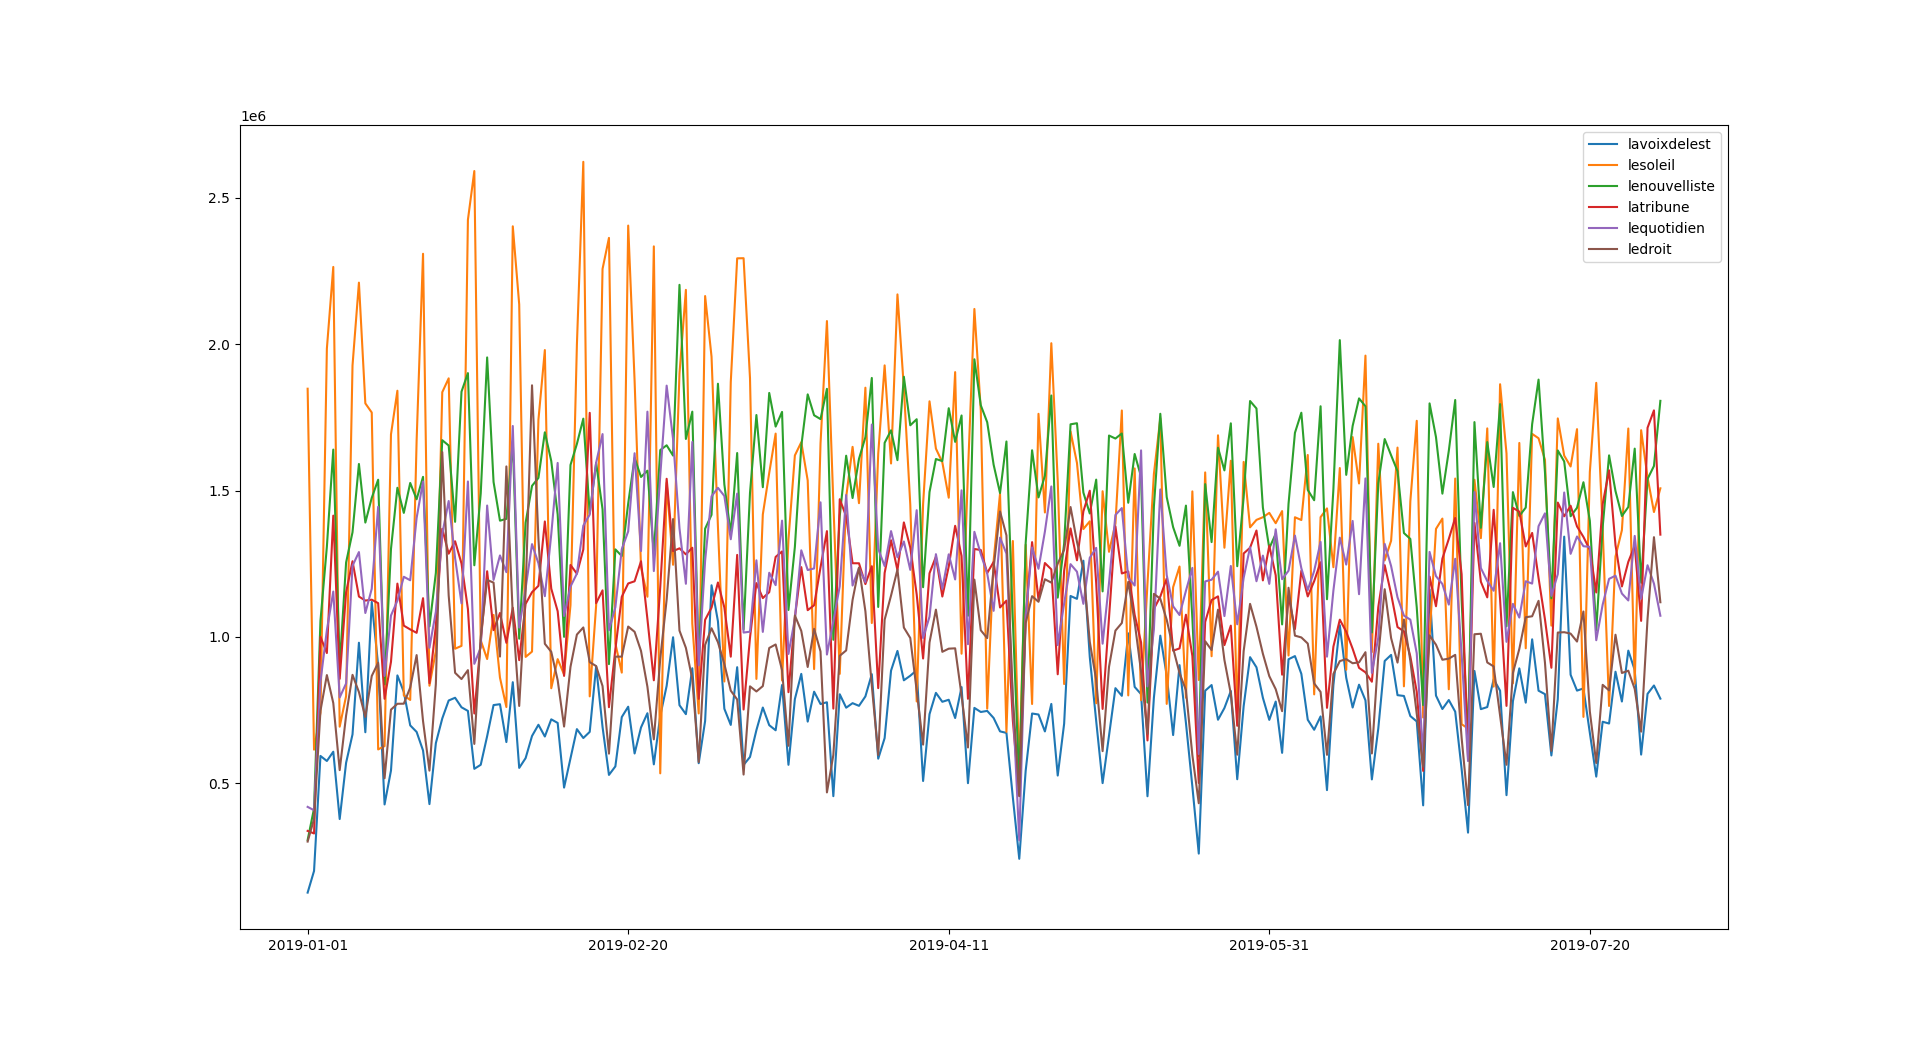 1e6
2.5
2.0
1.5
1.0
0.5
2019-01-01
2019-02-20
2019-04-11
2019-05-31
2019-07-20
lavoixdelest
lesoleil
lenouvelliste
latribune
lequotidien
ledroit